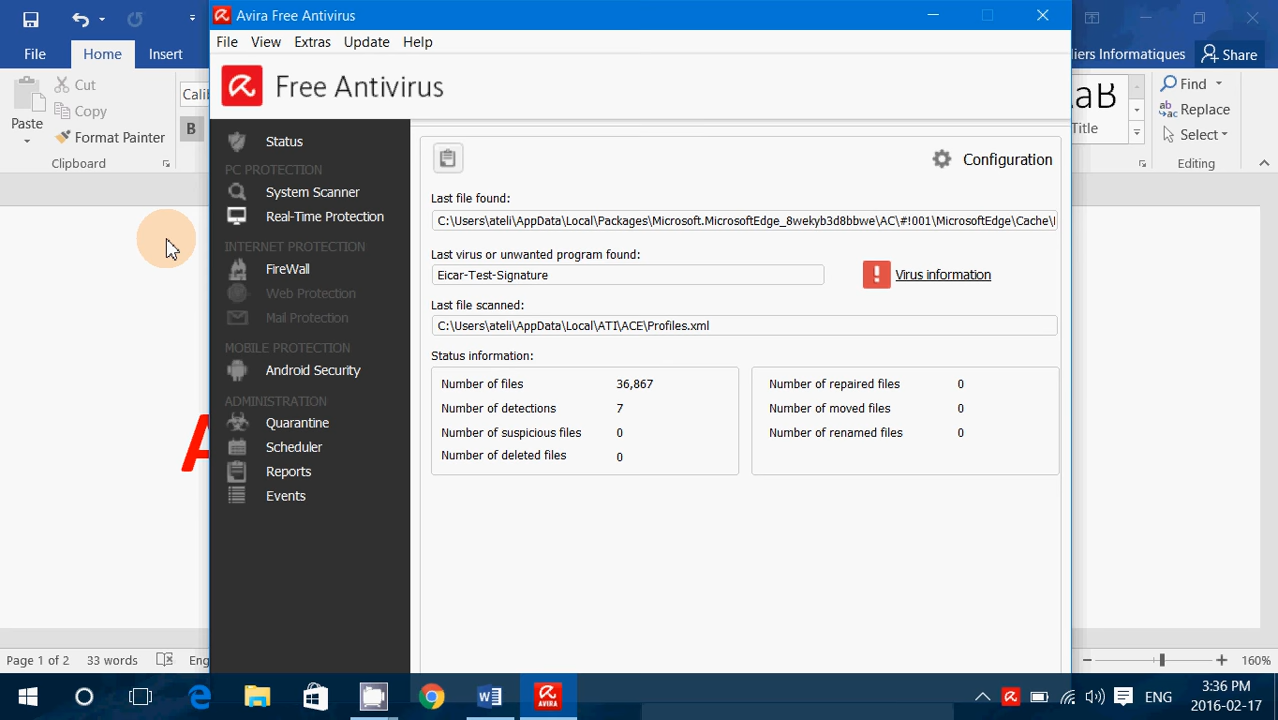 Avira Free Antivirus
File Home Insert
File View Extras Update Help
liers Informatiques Share
Free Antivirus
Cut
Copy
Paste
Format Painter
Clipboard
Calib
B
Title
Find
Replace
Select
Editing
Status
PC PROTECTION
System Scanner
Real-Time Protection
INTERNET PROTECTION
FireWall
Web Protection
Mail Protection
MOBILE PROTECTION
Android Security
ADMINISTRATION
Quarantine
Scheduler
Reports
Events
Configuration
Last file found:
C:\Users\ateli\AppData\Local\Packages\Microsoft.MicrosoftEdge_8wekyb3d8bbwe\AC\#!001\MicrosoftEdge\Cache\
Last virus or unwanted program found:
Eicar-Test-Signature
Virus information
Last file scanned:
C:\Users\ateli\AppData\Local\ATI\ACE\Profiles.xml
Status information:
Number of files 36,867
Number of detections 7
Number of suspicious files 0
Number of deleted files 0
Number of repaired files 0
Number of moved files 0
Number of renamed files 0
A
Page 1 of 2 33 words Eng
160%
AVIRA
ENG
3:36 PM
2016-02-17